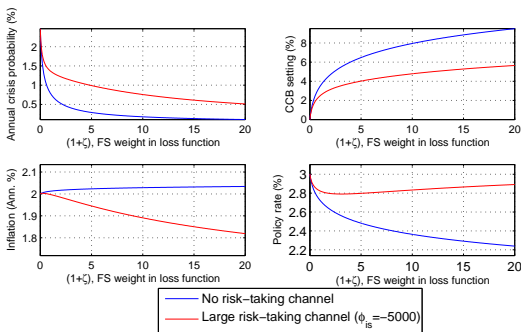 Annual crisis probability (%)
2
1.5
1
0.5
0 5 10 15 20
(1+ζ), FS weight in loss function
CCB setting (%)
8
6
4
2
0
0 5 10 15 20
(1+ζ), FS weight in loss function
Inflation (Ann. %)
2.1
2
1.9
1.8
0 5 10 15 20
(1+ζ), FS weight in loss function
Policy rate (%)
3
2.8
2.6
2.4
2.2
0 5 10 15 20
(1+ζ), FS weight in loss function
No risk−taking channel
Large risk−taking channel (ϕis=−5000)